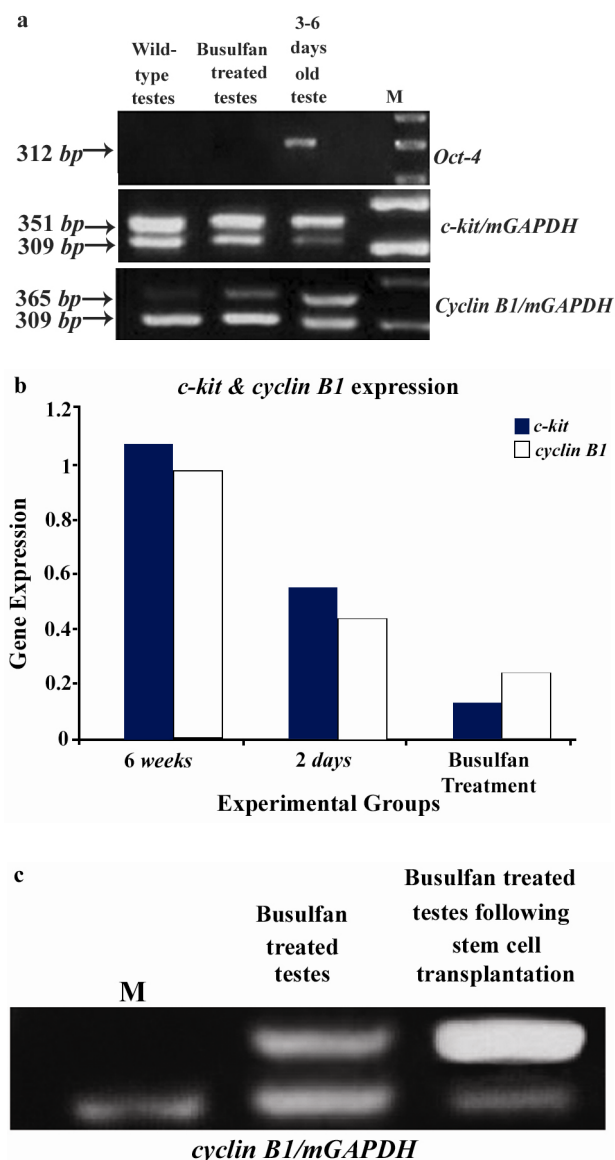 a
Wild-
type
testes
Busulfan
treated
testes
3-6
days
old
teste
M
312 bp
Oct-4
351 bp
309 bp
c-kit/mGAPDH
365 bp
309 bp
Cyclin B1/mGAPDH
b
c-kit & cyclin B1 expression
c-kit
cyclin B1
Gene Expression
1.2
1
0.8
0.6
0.4
0.2
0
6 weeks
2 days
Busulfan
Treatment
Experimental Groups
c
M
Busulfan
treated
testes
Busulfan treated
testes following
stem cell
transplantation
cyclin B1/mGAPDH